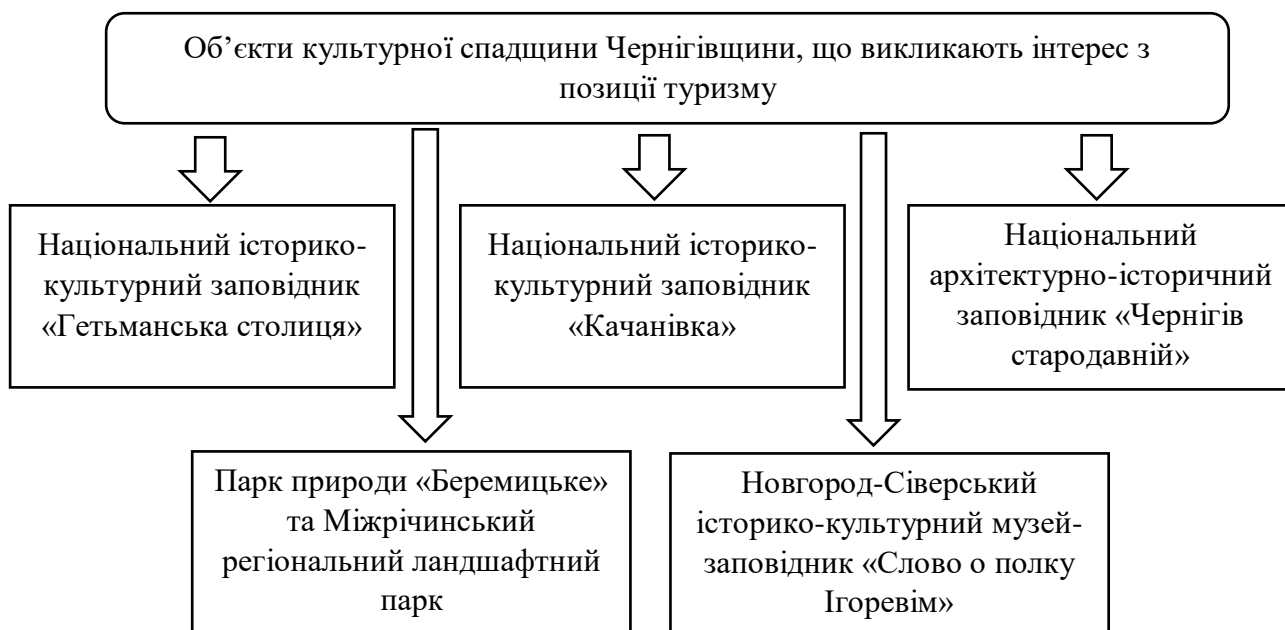 Об’єкти культурної спадщини Чернігівщини, що викликають інтерес з
позиції туризму
Національний історико-
культурний заповідник
«Гетьманська столиця»
Національний історико-
культурний заповідник
«Качанівка»
Національний
архітектурно-історичний
заповідник «Чернігів
стародавній»
Парк природи «Беремицьке»
та Міжрічинський
регіональний ландшафтний
парк
Новгород-Сіверський
історико-культурний музей-
заповідник «Слово о полку
Ігоревім»